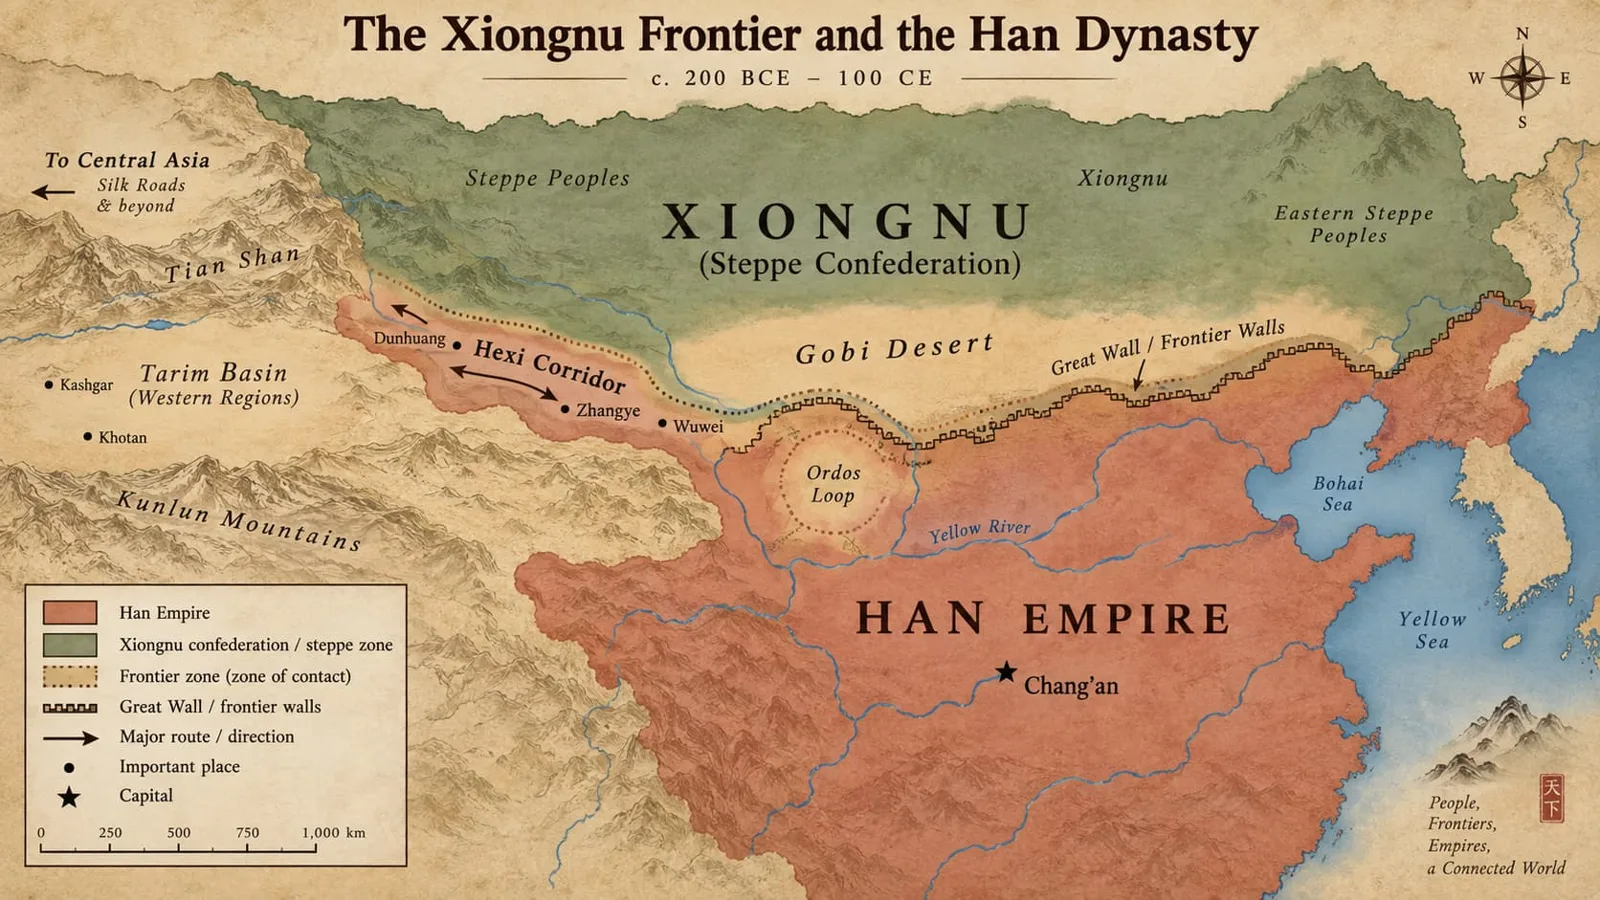 The Xiongnu Frontier and the Han Dynasty
c. 200 BCE – 100 CE
N
W
E
S
To Central Asia
Silk Roads
& beyond
Steppe Peoples
Xiongnu
XIONGNU
(Steppe Confederation)
Eastern Steppe
Peoples
Tian Shan
Dunhuang
Hexi Corridor
Gobi Desert
Great Wall / Frontier Walls
Kashgar
Tarim Basin
(Western Regions)
Zhangye
Wuwei
Khotan
Ordos
Loop
Bohai
Sea
Kunlun Mountains
Yellow River
HAN EMPIRE
Yellow
Sea
Chang'an
Han Empire
Xiongnu confederation / steppe zone
Frontier zone (zone of contact)
Great Wall / frontier walls
Major route / direction
Important place
Capital
0 250 500 750 1,000 km
天下
People,
Frontiers,
Empires,
a Connected World